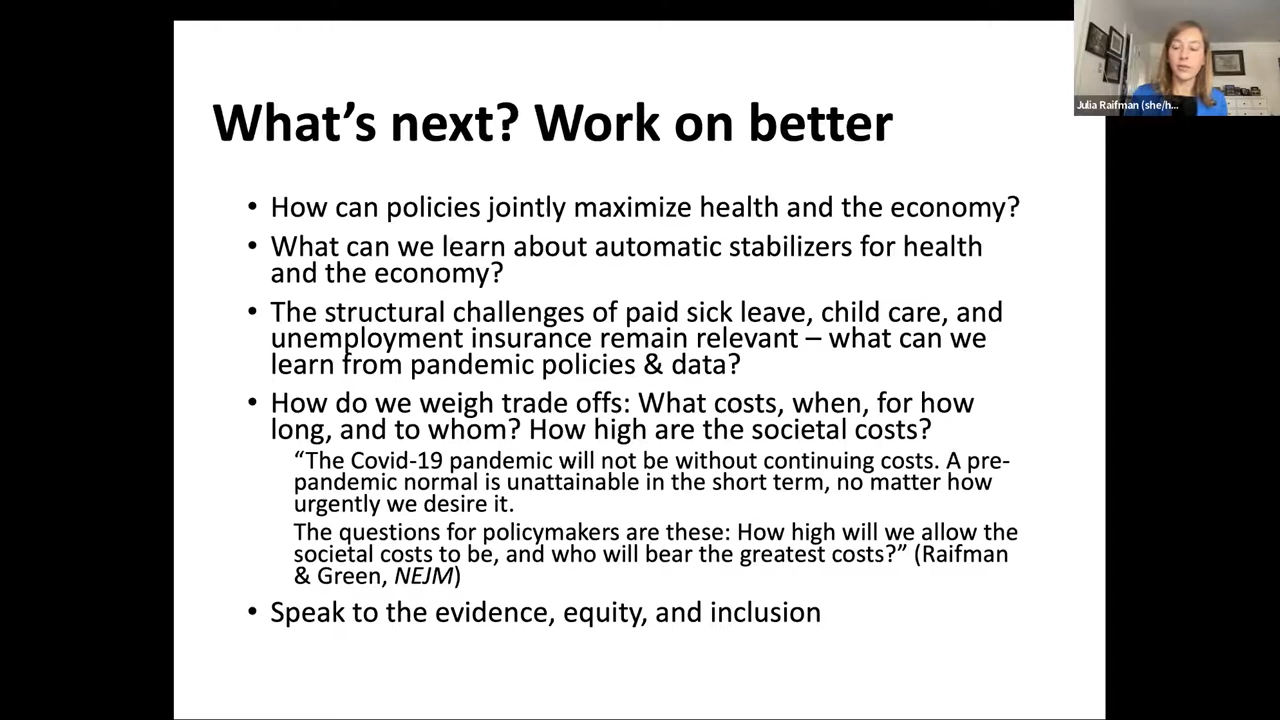 What’s next? Work on better
• How can policies jointly maximize health and the economy?
• What can we learn about automatic stabilizers for health
and the economy?
• The structural challenges of paid sick leave, child care, and
unemployment insurance remain relevant – what can we
learn from pandemic policies & data?
• How do we weigh trade offs: What costs, when, for how
long, and to whom? How high are the societal costs?
“The Covid-19 pandemic will not be without continuing costs. A pre-
pandemic normal is unattainable in the short term, no matter how
urgently we desire it.
The questions for policymakers are these: How high will we allow the
societal costs to be, and who will bear the greatest costs?” (Raifman
& Green, NEJM)
• Speak to the evidence, equity, and inclusion
Julia Raifman (she/h...